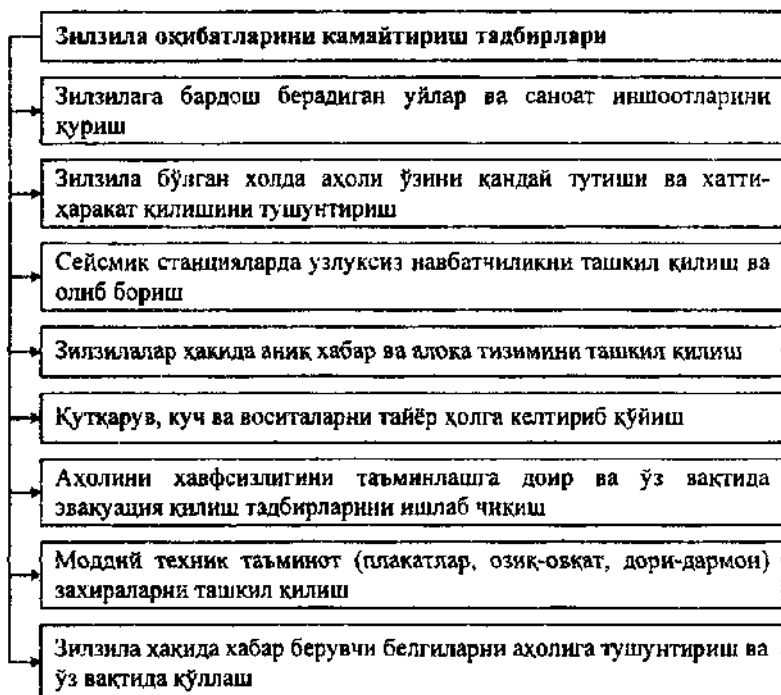 Зилзила оқибатларини камайтириш тадбирлари
Зилзилага бардош берадиган уйлар ва саноат иншоотларини
қуриш
Зилзила бўлган холда аҳоли ўзини қандай тутиши ва хатти-
ҳаракат қилишини тушунтириш
Сейсмик станцияларда узлуксиз навбатчиликни ташкил қилиш ва
олиб бориш
Зилзилалар ҳақида аниқ хабар ва алоқа тизимини ташкил қилиш
Қутқарув, куч ва воситаларни тайёр ҳолга келтириб қўйиш
Аҳолини хавфсизлигини таъминлашга доир ва ўз вақтида
эвакуация қилиш тадбирларини ишлаб чиқиш
Моддий техник таъминот (плакатлар, озиқ-овқат, дори-дармон)
захираларни ташкил қилиш
Зилзила ҳақида хабар берувчи белгиларни аҳолига тушунтириш ва
ўз вақтида қўллаш